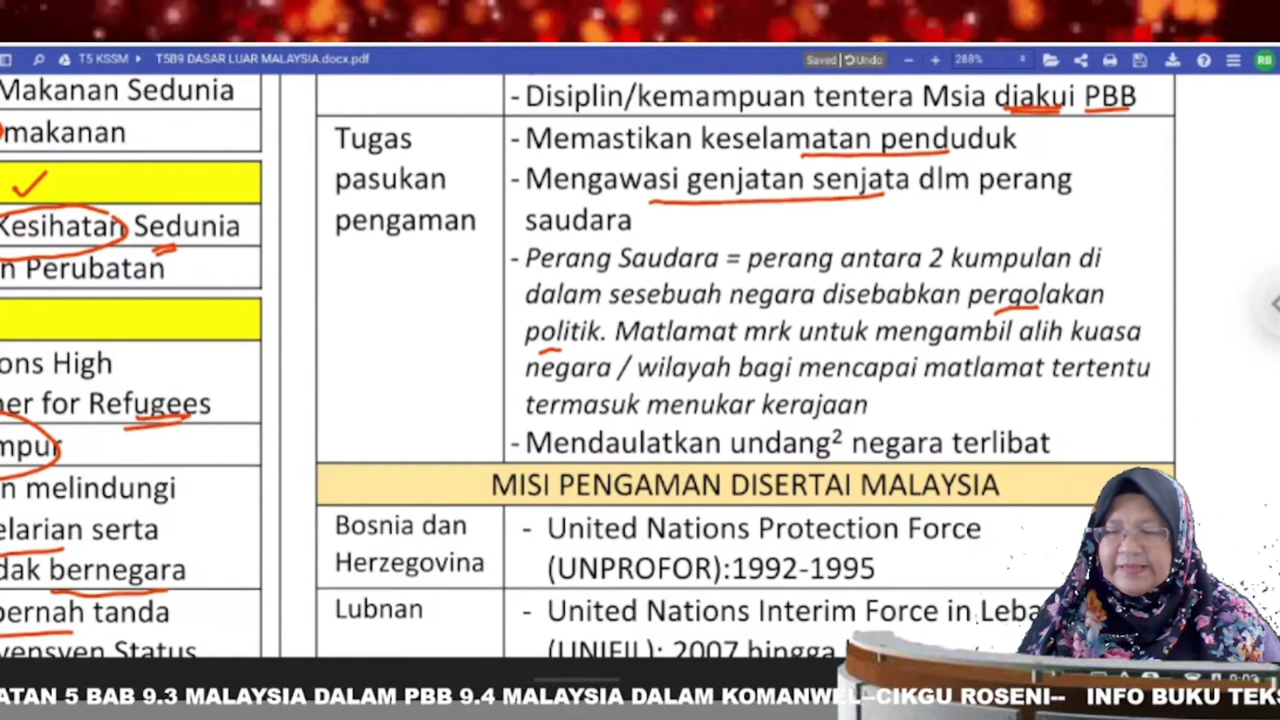 T5 KSSM
T5B9 DASAR LUAR MALAYSIA.docx.pdf
Saved
Undo
288%
RB
Makanan Sedunia
makanan
Kesihatan Sedunia
n Perubatan
ons High
er for Refugees
mpur
n melindungi
elarian serta
dak bernegara
pernah tanda
Status
- Disiplin/kemampuan tentera Msia diakui PBB
Tugas
pasukan
pengaman
- Memastikan keselamatan penduduk
- Mengawasi genjatan senjata dlm perang
saudara
- Perang Saudara = perang antara 2 kumpulan di
dalam sesebuah negara disebabkan pergolakan
politik. Matlamat mrk untuk mengambil alih kuasa
negara / wilayah bagi mencapai matlamat tertentu
termasuk menukar kerajaan
- Mendaulatkan undang² negara terlibat
MISI PENGAMAN DISERTAI MALAYSIA
Bosnia dan
Herzegovina
- United Nations Protection Force
(UNPROFOR):1992-1995
Lubnan
- United Nations Interim Force in Leba
(UNIFIL): 2007 hingga
ATAN 5 BAB 9.3 MALAYSIA DALAM PBB 9.4 MALAYSIA DALAM KOMANWEL--CIKGU ROSENI-- INFO BUKU TEKS